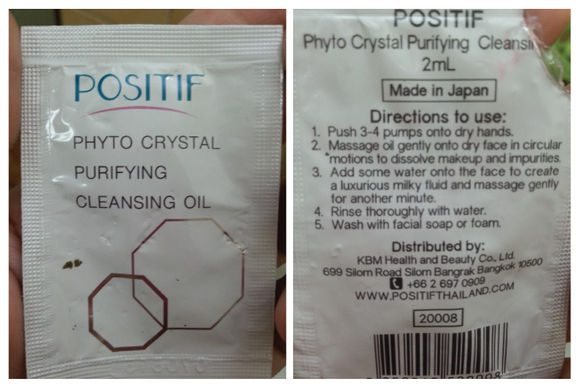 POSITIF
PHYTO CRYSTAL
PURIFYING
CLEANSING OIL
POSITIF
Phyto Crystal Purifying
2mL
Made in Japan
Directions to use:
1. Push 3-4 pumps onto dry hands.
2. Massage oil gently onto dry face in circular
motions to dissolve makeup and impurities.
3. Add some water onto the face to create
a luxurious milky fluid and massage gently
for another minute.
4. Rinse thoroughly with water.
5. Wash with facial soap or foam.
Distributed by:
KBM Health and Beauty Co., Ltd.
699 Silom Road Silom Bangrak Bangkok 10500
+66 2 697 0909
WWW.POSITIFTHAILAND.COM
20008